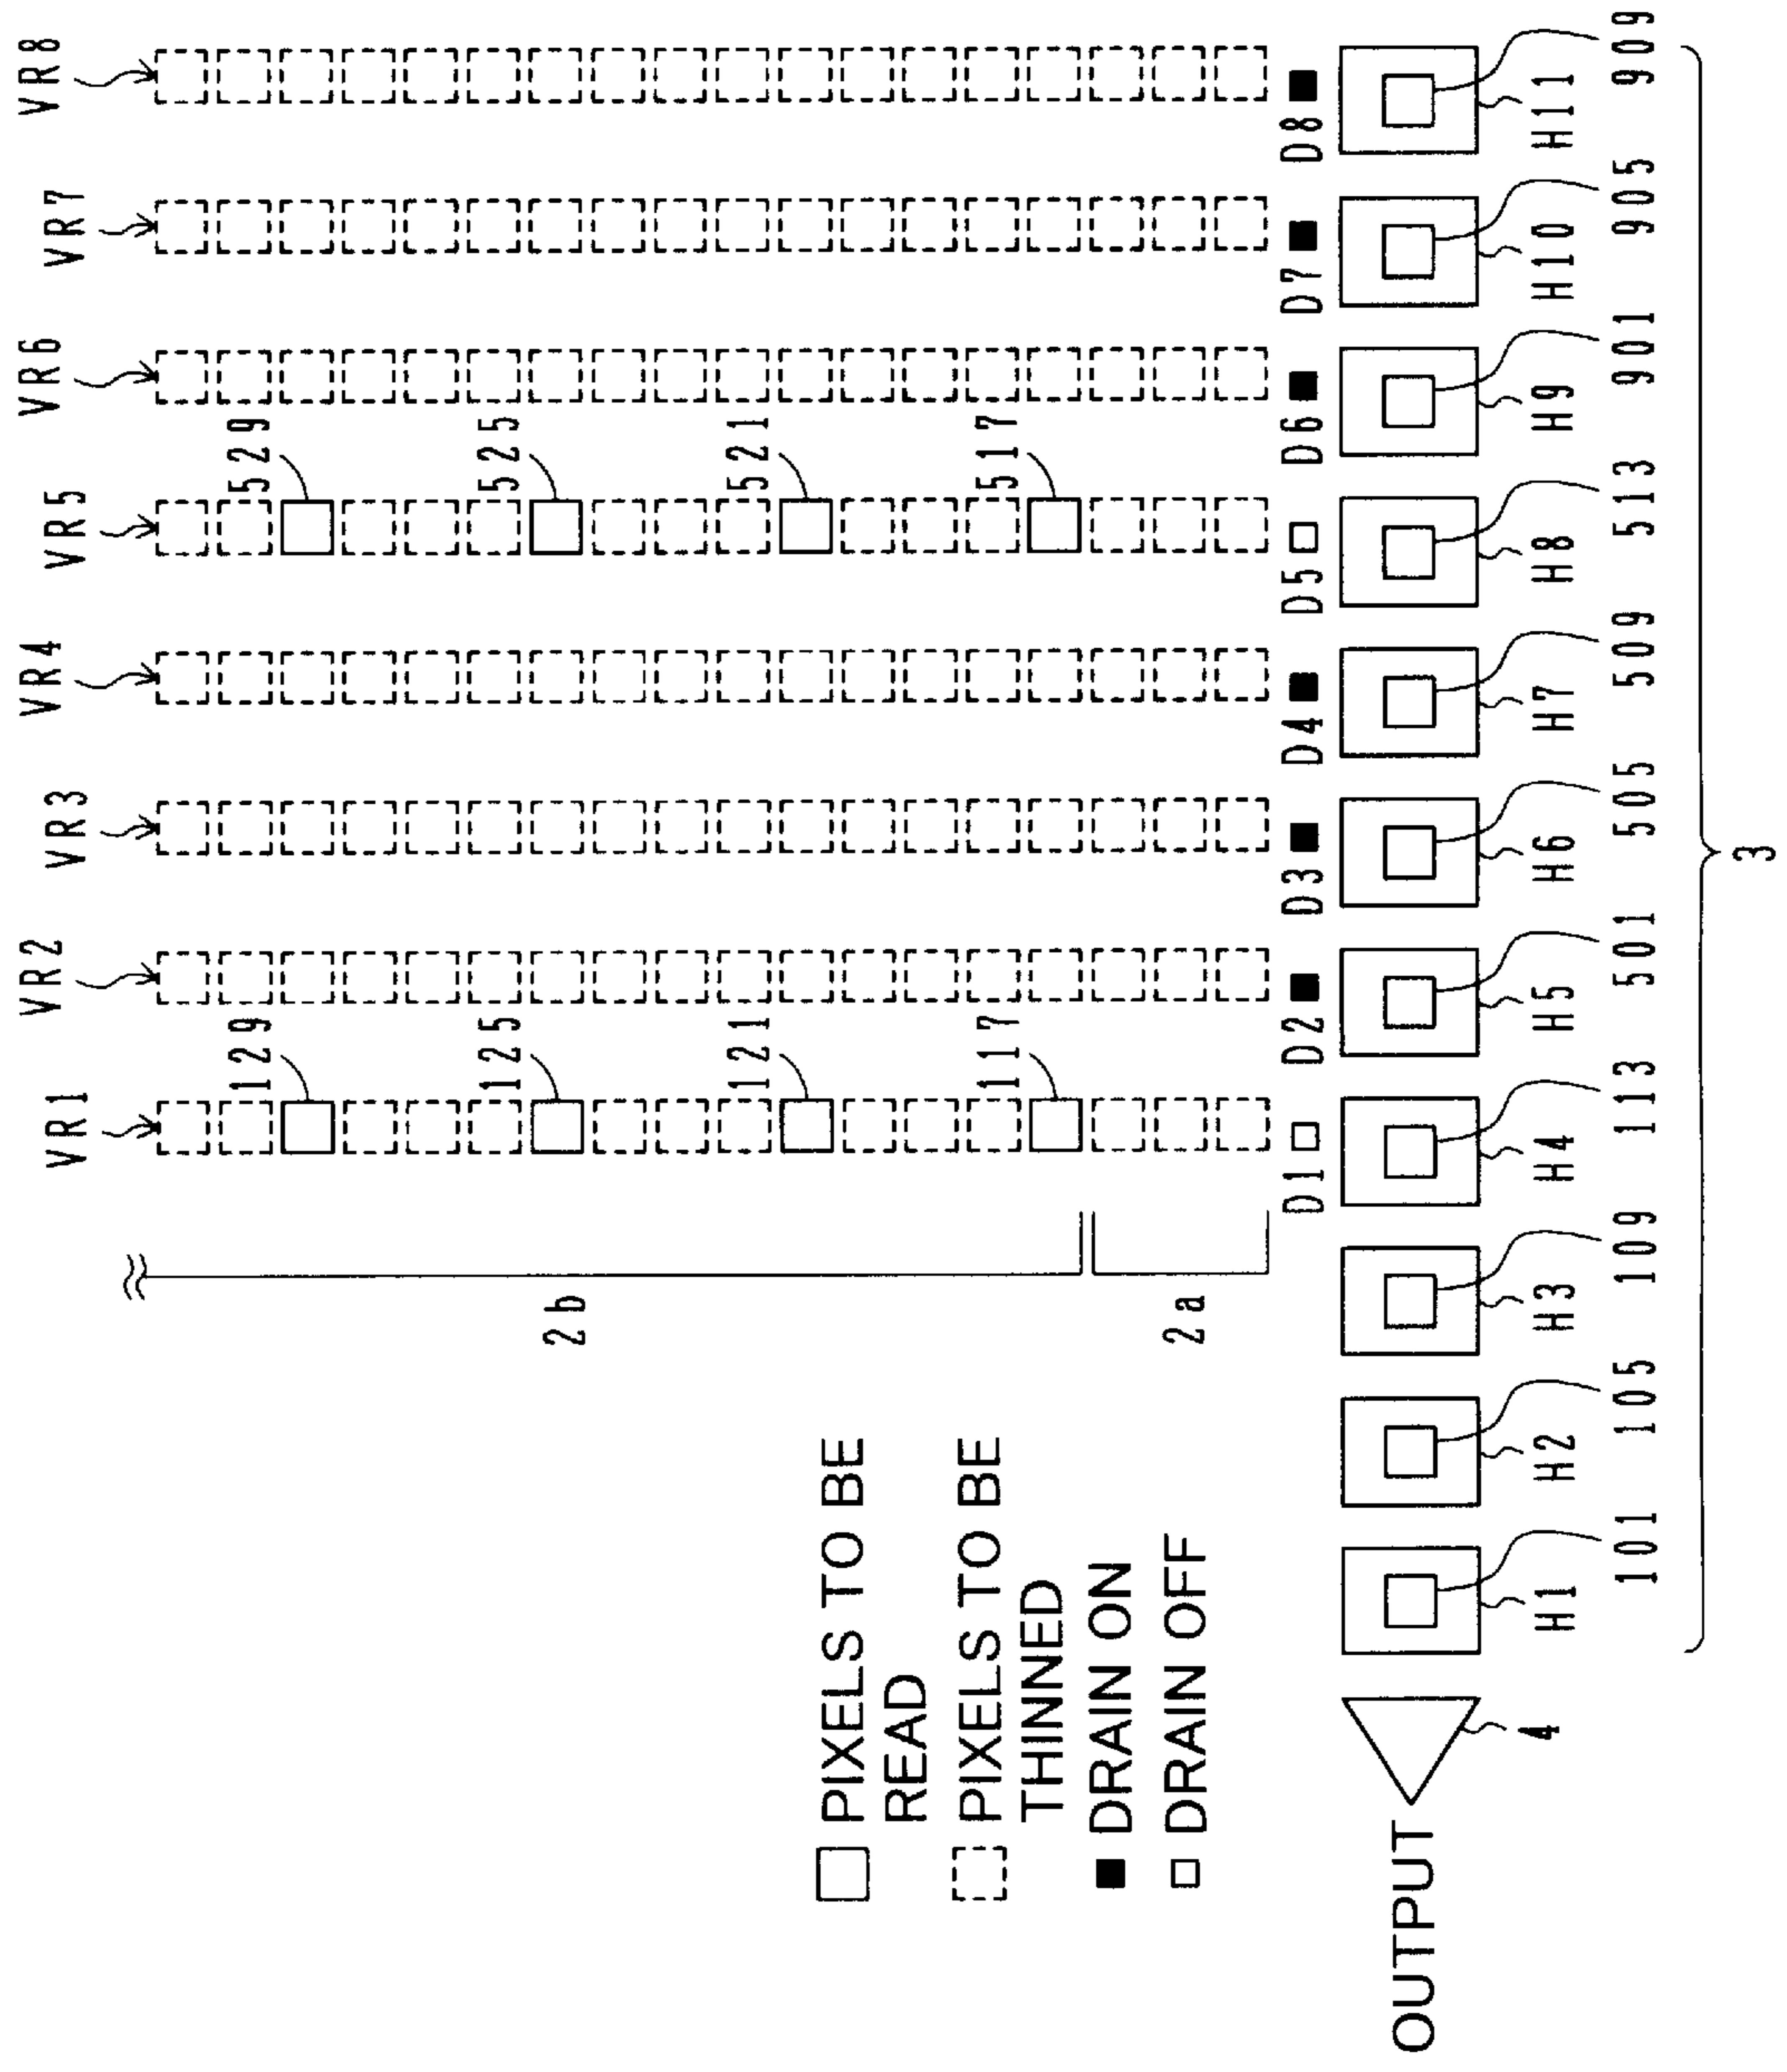 VR1
VR2
VR3
VR4
VR5
VR6
VR7
VR8
129
529
125
525
121
521
117
517
2b
2a
PIXELS TO BE
READ
PIXELS TO BE
THINNED
DRAIN ON
DRAIN OFF
D1
D2
D3
D4
D5
D6
D7
D8
OUTPUT
4
H1
H2
H3
H4
H5
H6
H7
H8
H9
H10
H11
101
105
109
113
501
505
509
513
901
905
909
3